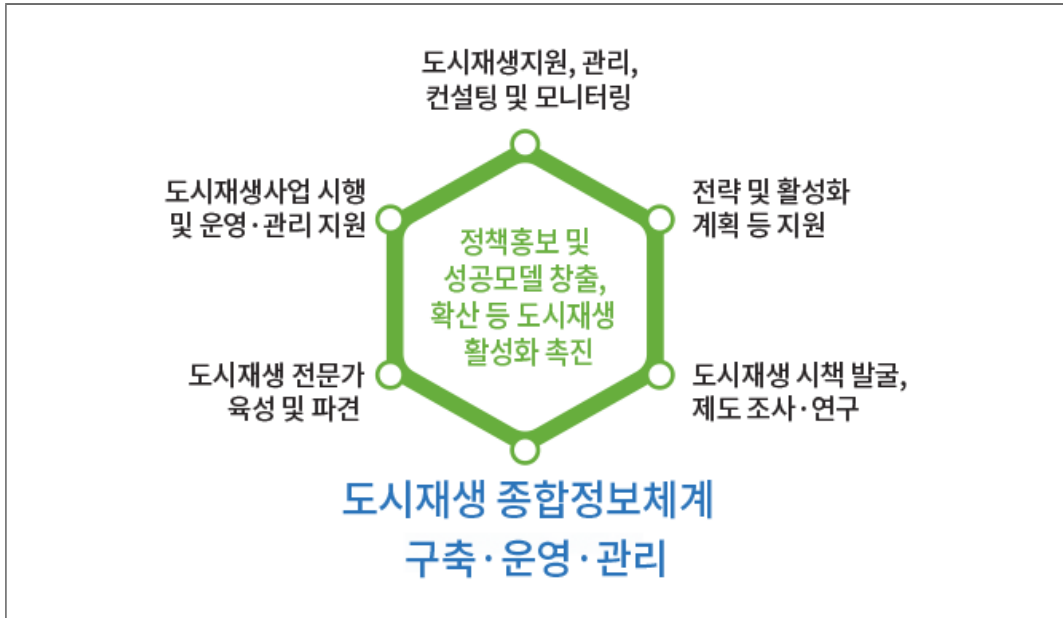 도시재생지원, 관리,
컨설팅 및 모니터링
도시재생사업 시행
및 운영·관리 지원
전략 및 활성화
계획 등 지원
정책홍보 및
성공모델 창출,
확산 등 도시재생
활성화 촉진
도시재생 전문가
육성 및 파견
도시재생 시책 발굴,
제도 조사·연구
도시재생 종합정보체계
구축·운영·관리